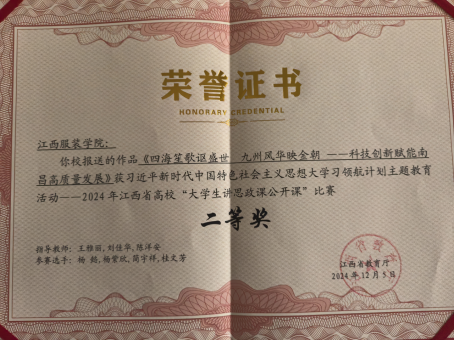 荣誉证书
HONORARY CREDENTIAL
江西服装学院：
你校报送的作品《四海笙歌讴盛世 九州风华映金朝 ——科技创新赋能南
昌高质量发展》获习近平新时代中国特色社会主义思想大学习领航计划主题教育
活动——2024年江西省高校“大学生讲思政课公开课”比赛
二等奖
指导教师：王雅丽,刘佳华,陈洋安
参赛选手：杨 懿,杨紫欣,简宇祥,杜文芳
江西省教育厅
2024年12月5日